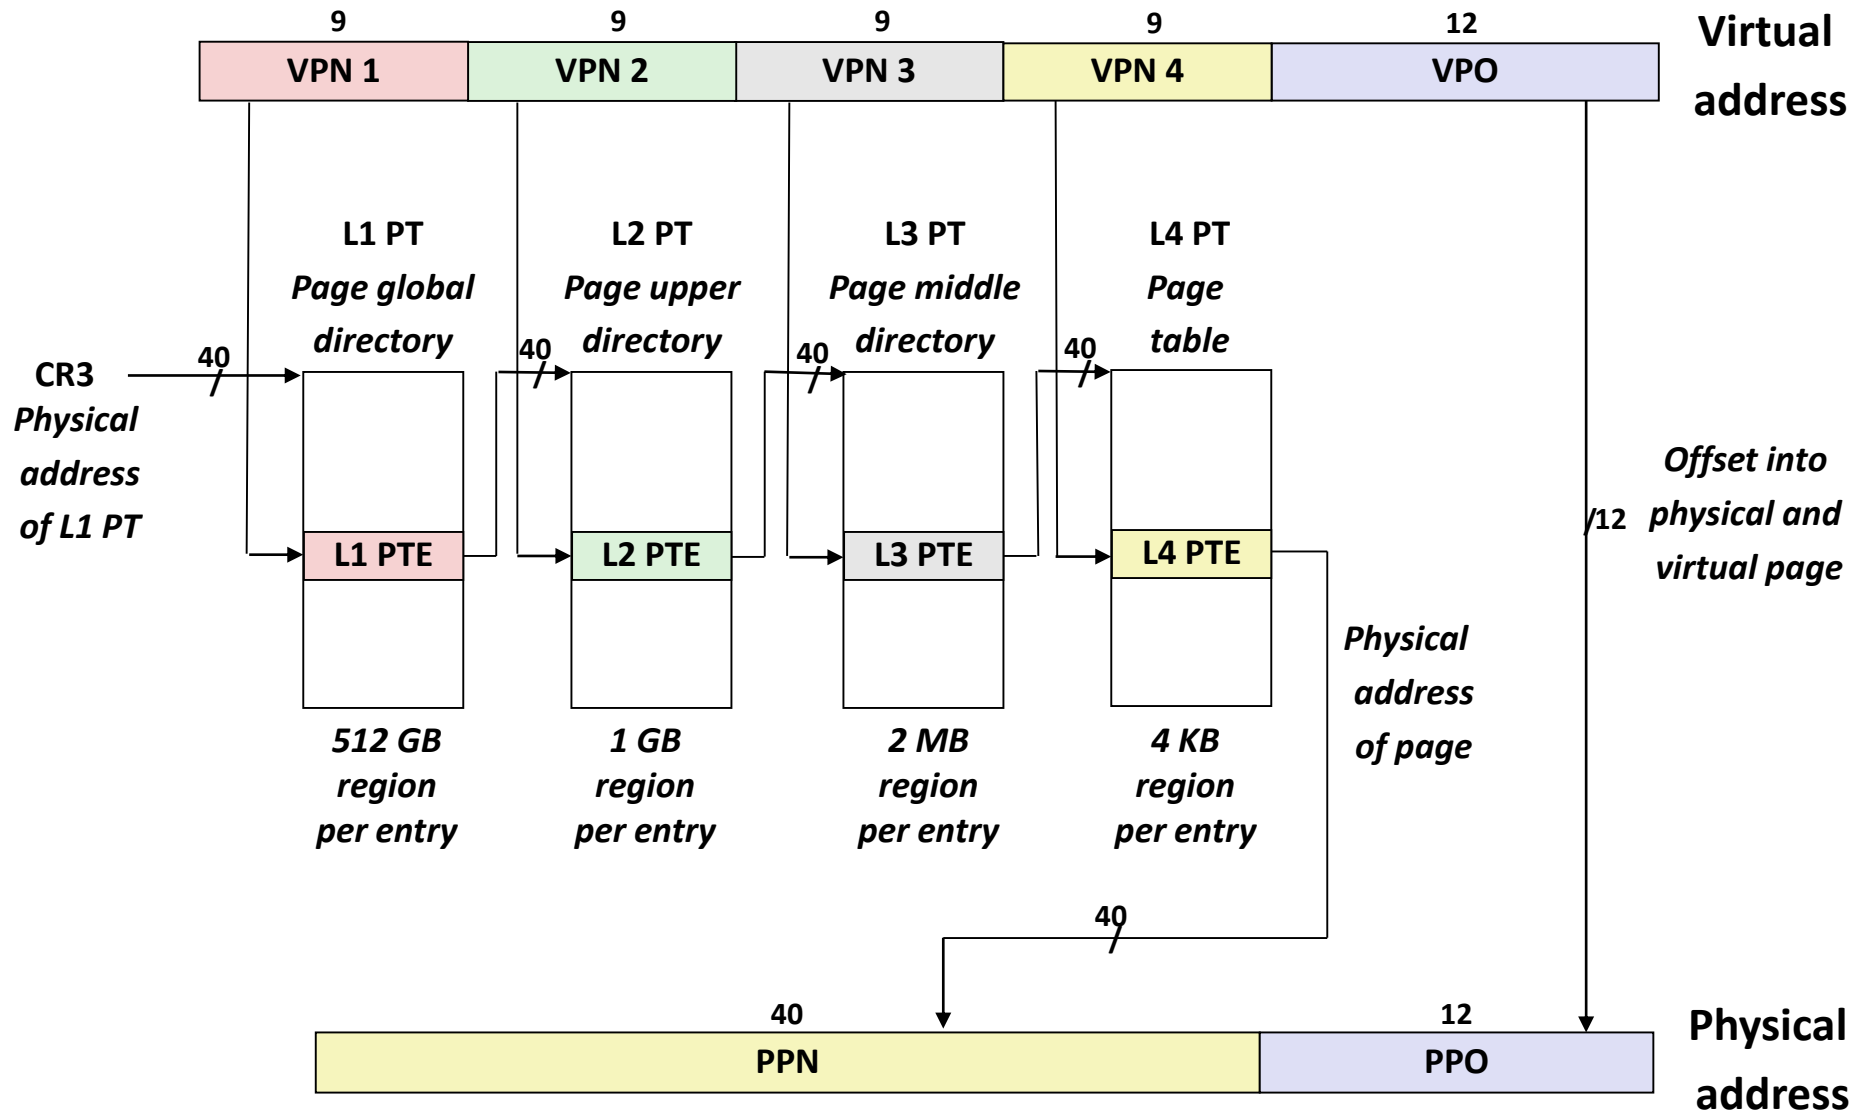 9 9 9 9 12
VPN 1 VPN 2 VPN 3 VPN 4 VPO
Virtual
address
L1 PT
Page global
directory
L2 PT
Page upper
directory
L3 PT
Page middle
directory
L4 PT
Page
table
40 40 40 40
CR3
Physical
address
of L1 PT
L1 PTE L2 PTE L3 PTE L4 PTE
/12
Offset into
physical and
virtual page
512 GB
region
per entry
1 GB
region
per entry
2 MB
region
per entry
4 KB
region
per entry
Physical
address
of page
40
40 12
PPN PPO
Physical
address